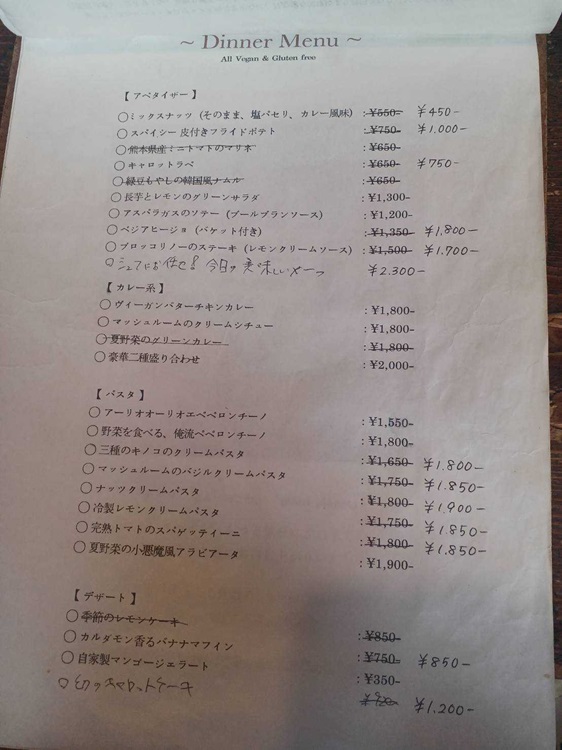 ~ Dinner Menu ~
All Vegan & Gluten free
【アペタイザー】
○ミックスナッツ (そのまま、塩パセリ、カレー風味) :¥550- ¥450-
○スパイシー皮付きフライドポテト :¥750- ¥1.000-
○熊本県産ミニトマトのマリネ :¥650-
○キャロットラペ :¥650- ¥750-
○緑豆もやしの韓国風ナムル :¥650-
○長芋とレモンのグリーンサラダ :¥1,300-
○アスパラガスのソテー (ブールブランソース) :¥1,200-
○ベジアヒージョ (バケット付き) :¥1,350- ¥1,800-
○ブロッコリノーのステーキ (レモンクリームソース) :¥1,500- ¥1.700-
○シェフにお任せ! 今日の美味しいメニュー ¥2.300-
【カレー系】
○ヴィーガンバターチキンカレー :¥1,800-
○マッシュルームのクリームシチュー :¥1,800-
○夏野菜のグリーンカレー :¥1,800-
○豪華二種盛り合わせ :¥2,000-
【パスタ】
○アーリオオーリオエペペロンチーノ :¥1,550-
○野菜を食べる、俺流ペペロンチーノ :¥1,800-
○三種のキノコのクリームパスタ :¥1,650- ¥1.800-
○マッシュルームのバジルクリームパスタ :¥1,750- ¥1.850-
○ナッツクリームパスタ :¥1,800- ¥1.900-
○冷製レモンクリームパスタ :¥1,750- ¥1.850-
○完熟トマトのスパゲッティーニ :¥1,800- ¥1.850-
○夏野菜の小悪魔風アラビアータ :¥1,900-
【デザート】
○季節のレモンケーキ :¥850-
○カルダモン香るバナナマフィン :¥750- ¥850-
○自家製マンゴージェラート :¥350-
¥920- ¥1.200-